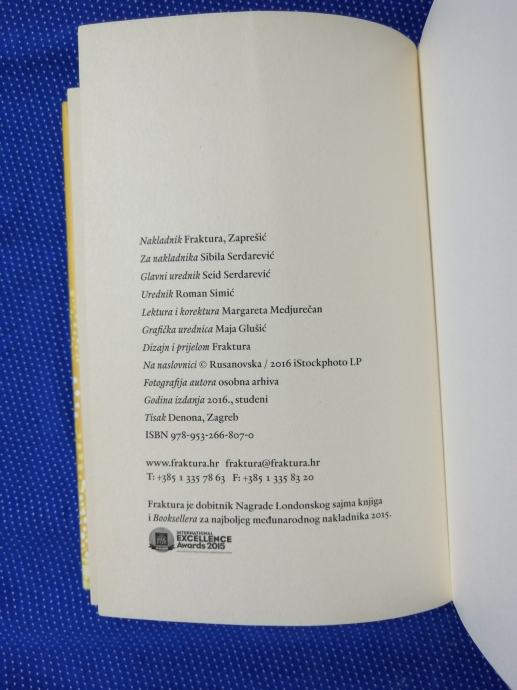 Nakladnik Fraktura, Zaprešić
Za nakladnika Sibila Serdarević
Glavni urednik Seid Serdarević
Urednik Roman Simić
Lektura i korektura Margareta Medjurečan
Grafička urednica Maja Glušić
Dizajn i prijelom Fraktura
Na naslovnici © Rusanovska / 2016 iStockphoto LP
Fotografija autora osobna arhiva
Godina izdanja 2016., studeni
Tisak Denona, Zagreb
ISBN 978-953-266-807-0
www.fraktura.hr fraktura@fraktura.hr
T: +385 1 335 78 63 F: +385 1 335 83 20
Fraktura je dobitnik Nagrade Londonskog sajma knjiga
i Booksellera za najboljeg međunarodnog nakladnika 2015.
INTERNATIONAL
EXCELLENCE
Awards 2015